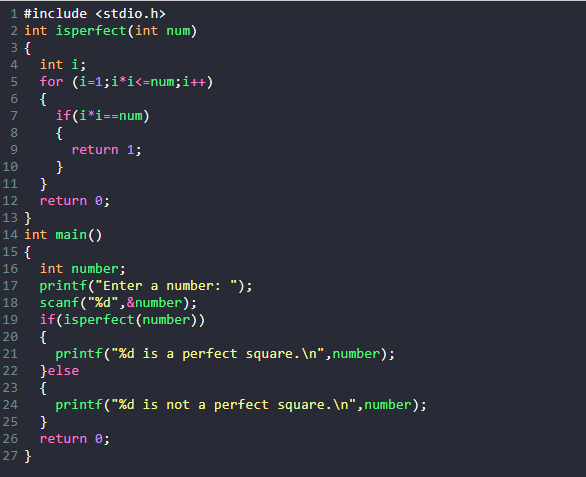 1 #include <stdio.h>
2 int isperfect(int num)
3 {
4   int i;
5   for (i=1;i*i<=num;i++)
6   {
7     if(i*i==num)
8     {
9       return 1;
10     }
11   }
12   return 0;
13 }
14 int main()
15 {
16   int number;
17   printf("Enter a number: ");
18   scanf("%d",&number);
19   if(isperfect(number))
20   {
21     printf("%d is a perfect square.\n",number);
22   }else
23   {
24     printf("%d is not a perfect square.\n",number);
25   }
26   return 0;
27 }